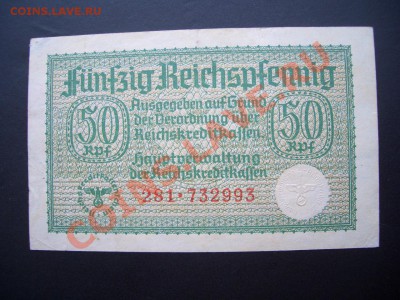 COINS.LAVE.RU
Fünfzig Reichspfennig
50
Rpf
Ausgegeben auf Grund
der Verordnung über
Reichskreditkassen.
Hauptverwaltung
der Reichskreditkassen
50
Rpf
281·732993
COINS.LAVE.RU